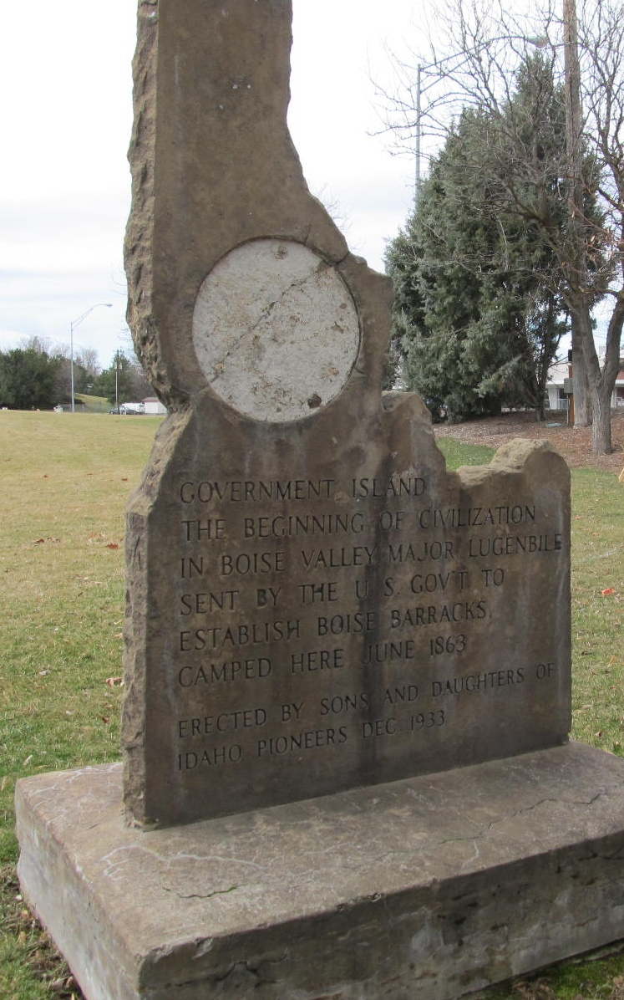 GOVERNMENT ISLAND
THE BEGINNING OF CIVILIZATION
IN BOISE VALLEY, MAJOR LUGENBILE
SENT BY THE U. S. GOV'T TO
ESTABLISH BOISE BARRACKS,
CAMPED HERE JUNE 1863
ERECTED BY SONS AND DAUGHTERS OF
IDAHO PIONEERS DEC. 1933